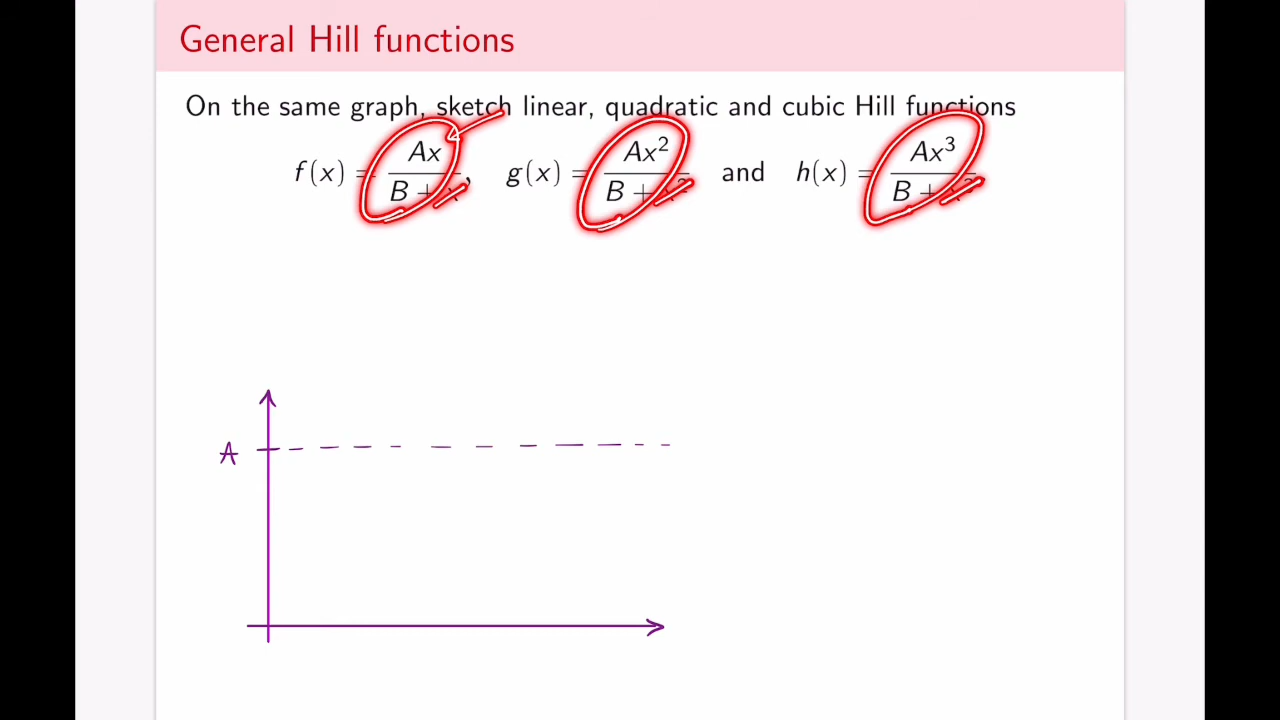 General Hill functions
On the same graph, sketch linear, quadratic and cubic Hill functions
f(x) = Ax / (B + x), g(x) = Ax² / (B + x²) and h(x) = Ax³ / (B + x³)
A